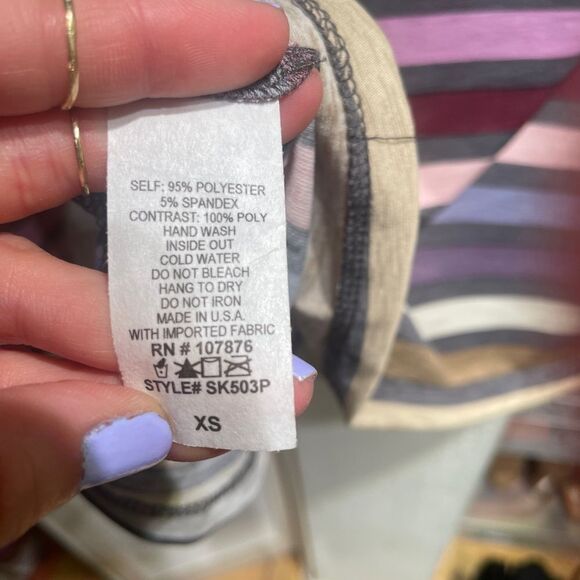 SELF: 95% POLYESTER
5% SPANDEX
CONTRAST: 100% POLY
HAND WASH
INSIDE OUT
COLD WATER
DO NOT BLEACH
HANG TO DRY
DO NOT IRON
MADE IN U.S.A.
WITH IMPORTED FABRIC
RN # 107876
STYLE# SK503P
XS